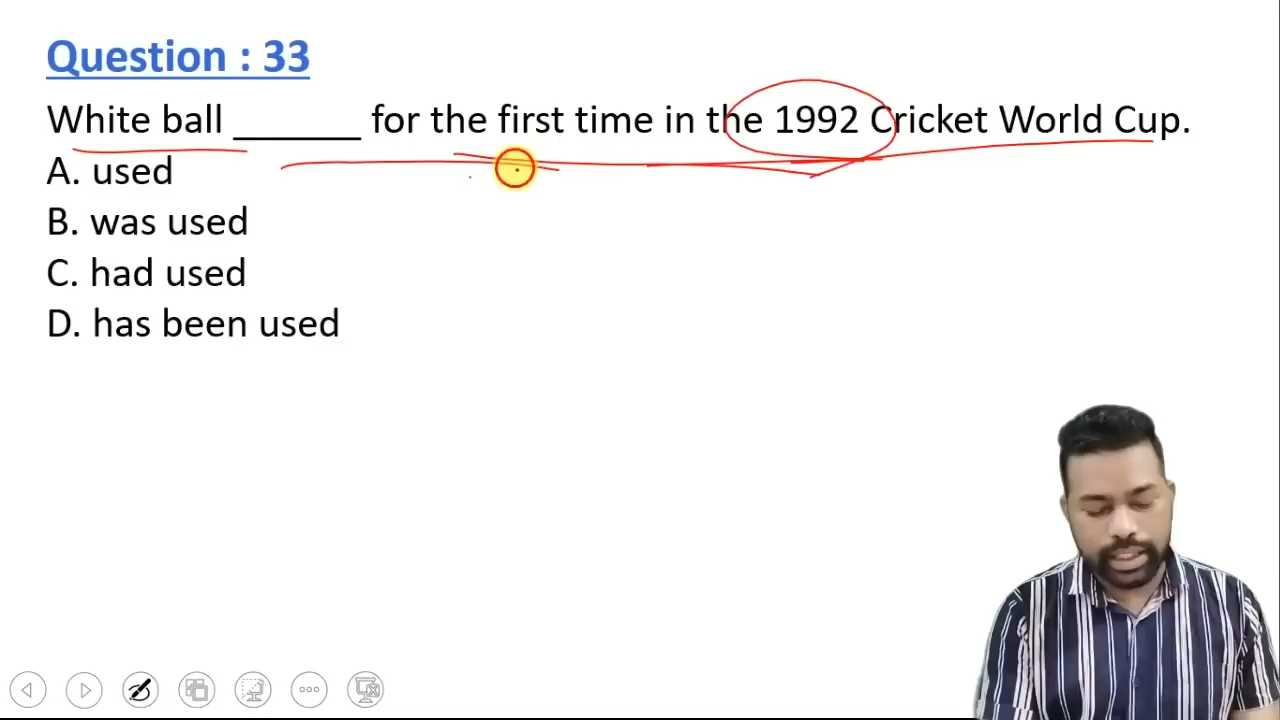 Question : 33
White ball ______ for the first time in the 1992 Cricket World Cup.
A. used
B. was used
C. had used
D. has been used